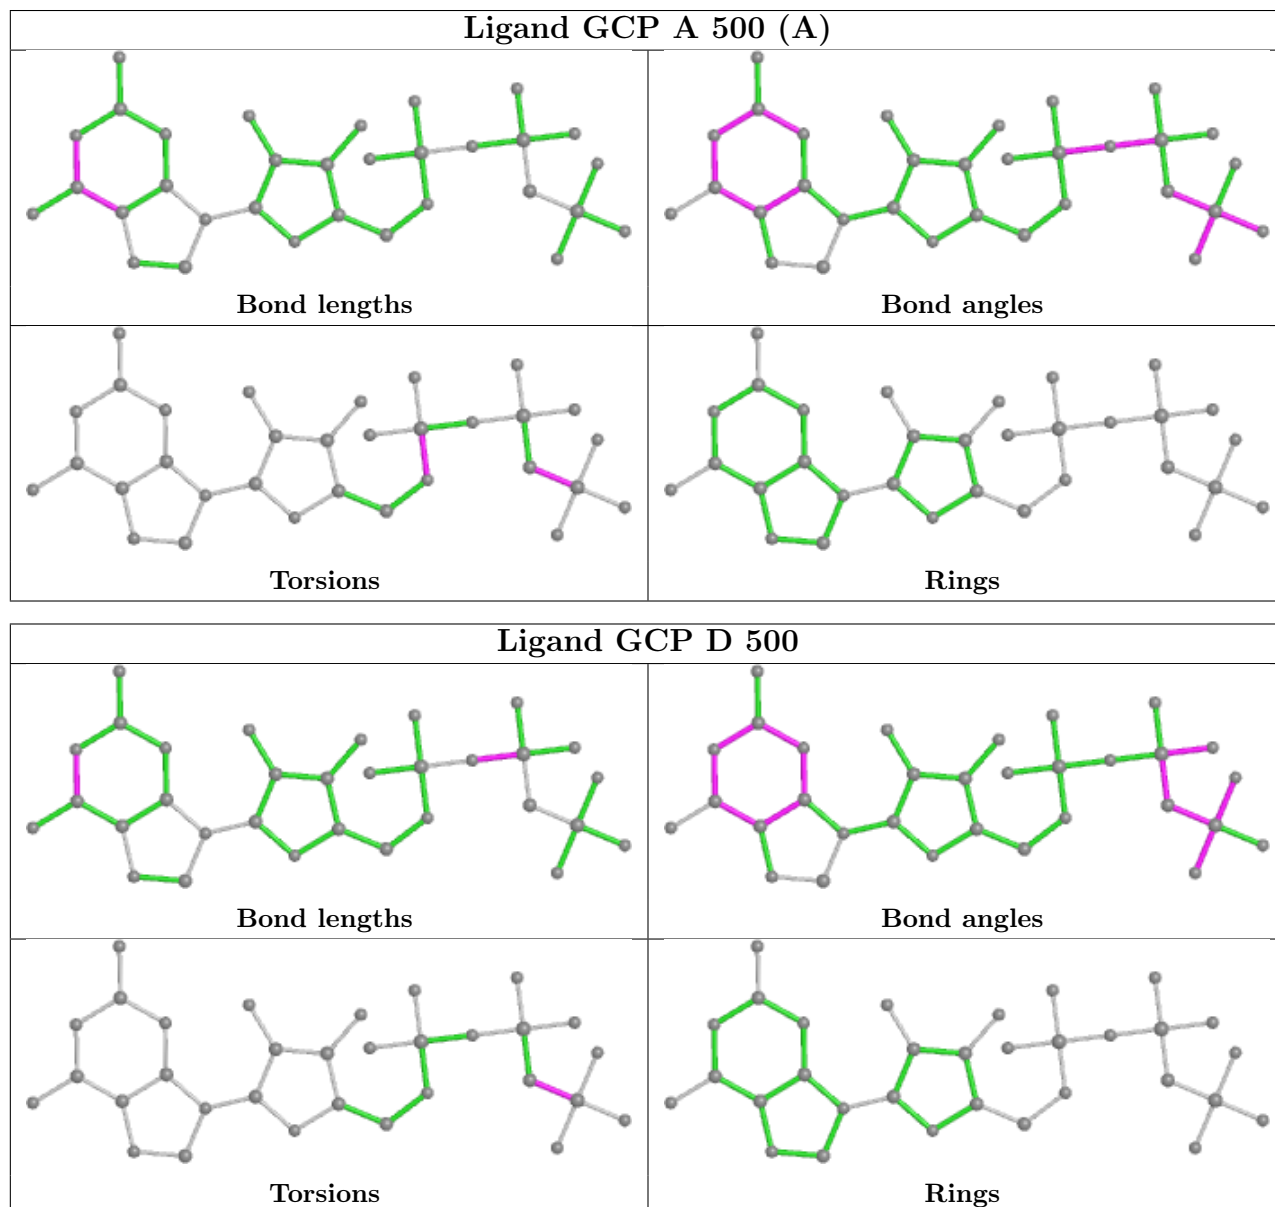 Ligand GCP A 500 (A)
Bond lengths
Bond angles
Torsions
Rings
Ligand GCP D 500
Bond lengths
Bond angles
Torsions
Rings